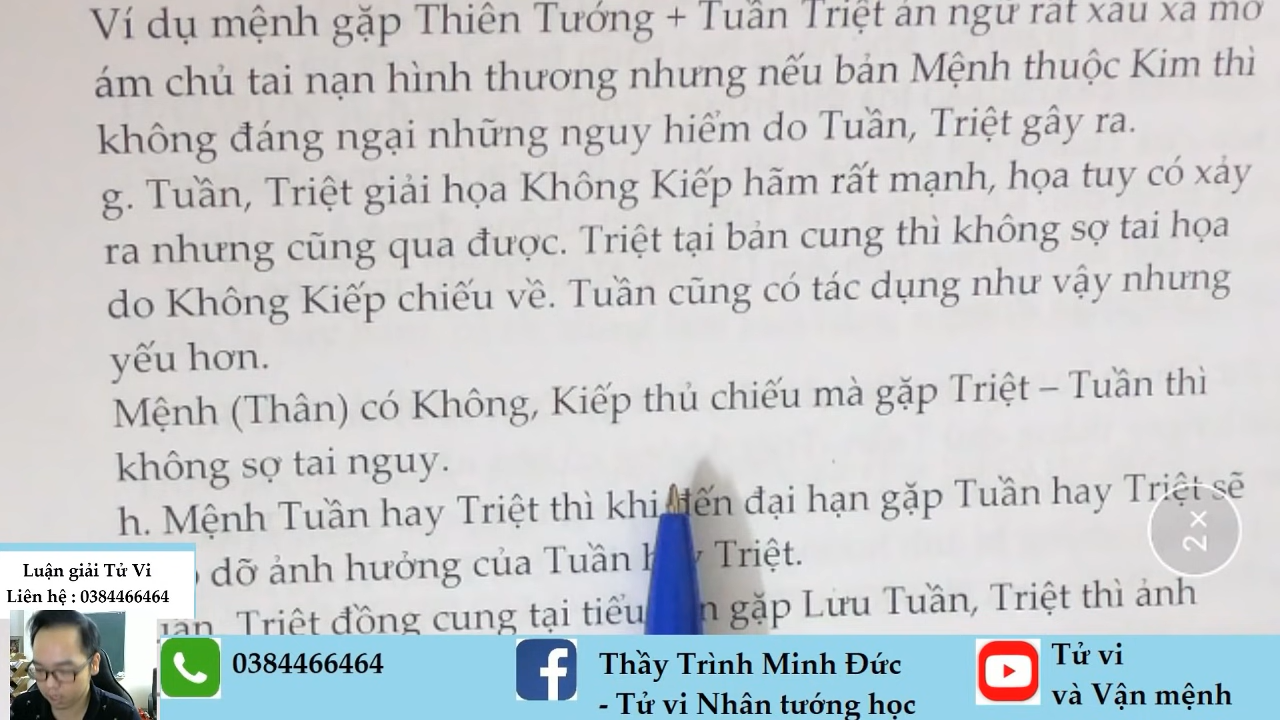 Ví dụ mệnh gặp Thiên Tướng + Tuần Triệt án ngữ rất xấu xa mờ
ám chủ tai nạn hình thương nhưng nếu bản Mệnh thuộc Kim thì
không đáng ngại những nguy hiểm do Tuần, Triệt gây ra.
g. Tuần, Triệt giải họa Không Kiếp hãm rất mạnh, họa tuy có xảy
ra nhưng cũng qua được. Triệt tại bản cung thì không sợ tai họa
do Không Kiếp chiếu về. Tuần cũng có tác dụng như vậy nhưng
yếu hơn.
Mệnh (Thân) có Không, Kiếp thủ chiếu mà gặp Triệt – Tuần thì
không sợ tai nguy.
h. Mệnh Tuần hay Triệt thì khi đến đại hạn gặp Tuần hay Triệt sẽ
dỡ ảnh hưởng của Tuần Triệt.
Triệt đồng cung tại tiểu gặp Lưu Tuần, Triệt thì ảnh
2×
Luận giải Tử Vi
Liên hệ : 0384466464
0384466464
Thầy Trình Minh Đức
- Tử vi Nhân tướng học
Tử vi
và Vận mệnh